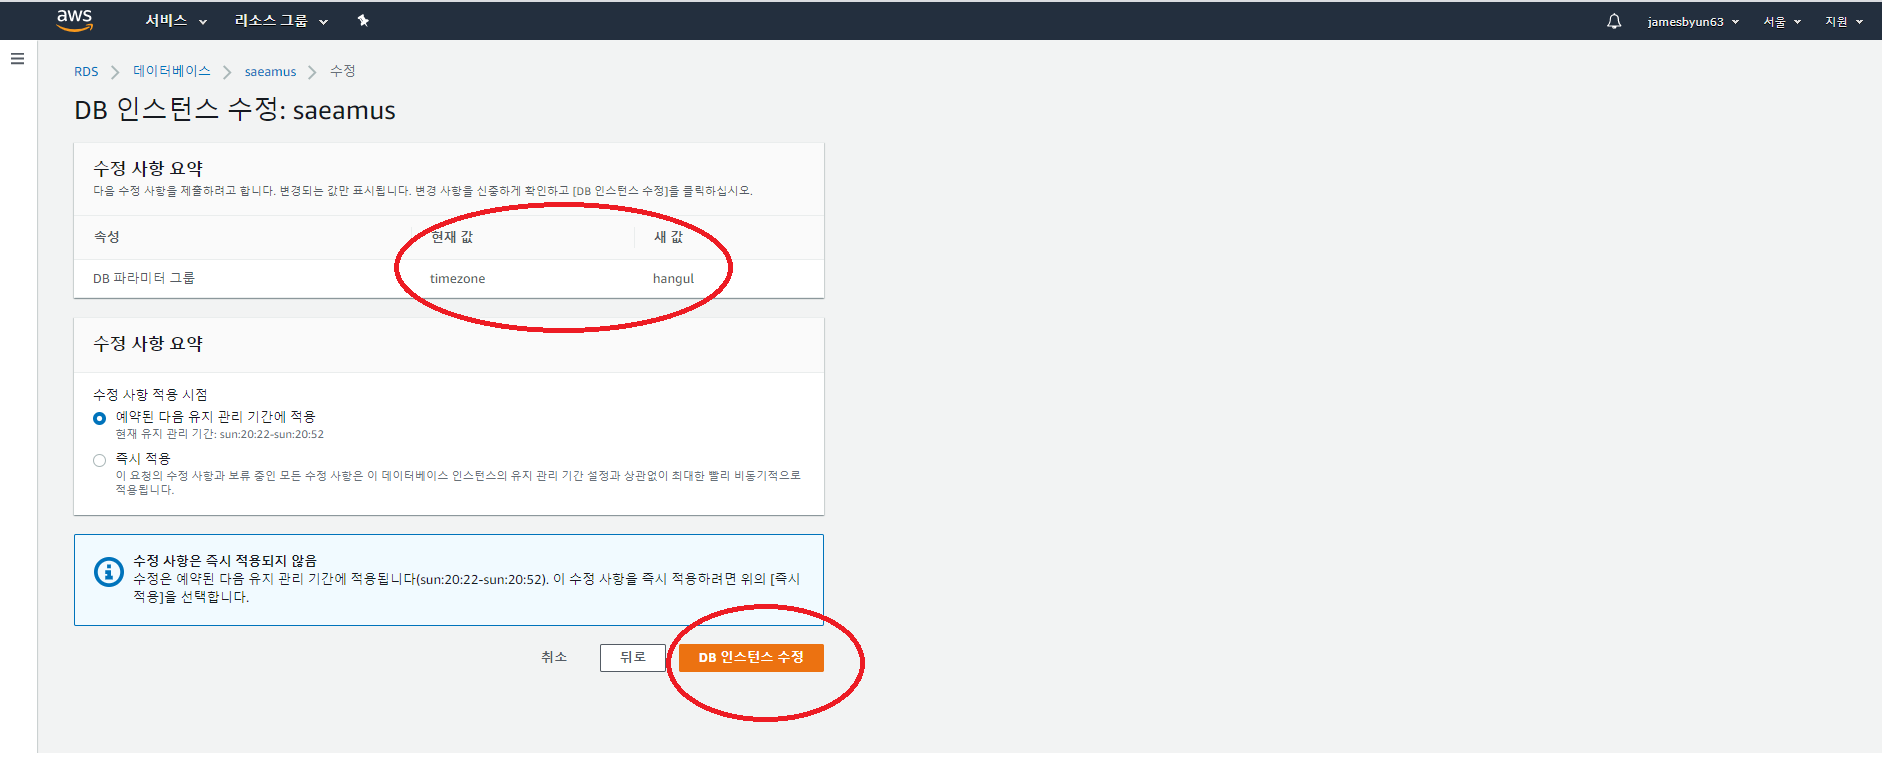 aws 서비스 리소스 그룹 jamesbyun63 서울 지원
RDS 데이터베이스 saeamus 수정
DB 인스턴스 수정: saeamus
수정 사항 요약
다음 수정 사항을 제출하려고 합니다. 변경되는 값만 표시됩니다. 변경 사항을 신중하게 확인하고 [DB 인스턴스 수정]을 클릭하십시오.
속성 현재 값 새 값
DB 파라미터 그룹 timezone hangul
수정 사항 요약
수정 사항 적용 시점
예약된 다음 유지 관리 기간에 적용
현재 유지 관리 기간: sun:20:22-sun:20:52
즉시 적용
이 요청의 수정 사항과 보류 중인 모든 수정 사항은 이 데이터베이스 인스턴스의 유지 관리 기간 설정과 상관없이 최대한 빨리 비동기적으로
적용됩니다.
수정 사항은 즉시 적용되지 않음
수정은 예약된 다음 유지 관리 기간에 적용됩니다(sun:20:22-sun:20:52). 이 수정 사항을 즉시 적용하려면 위의 [즉시
적용]을 선택합니다.
취소 뒤로 DB 인스턴스 수정